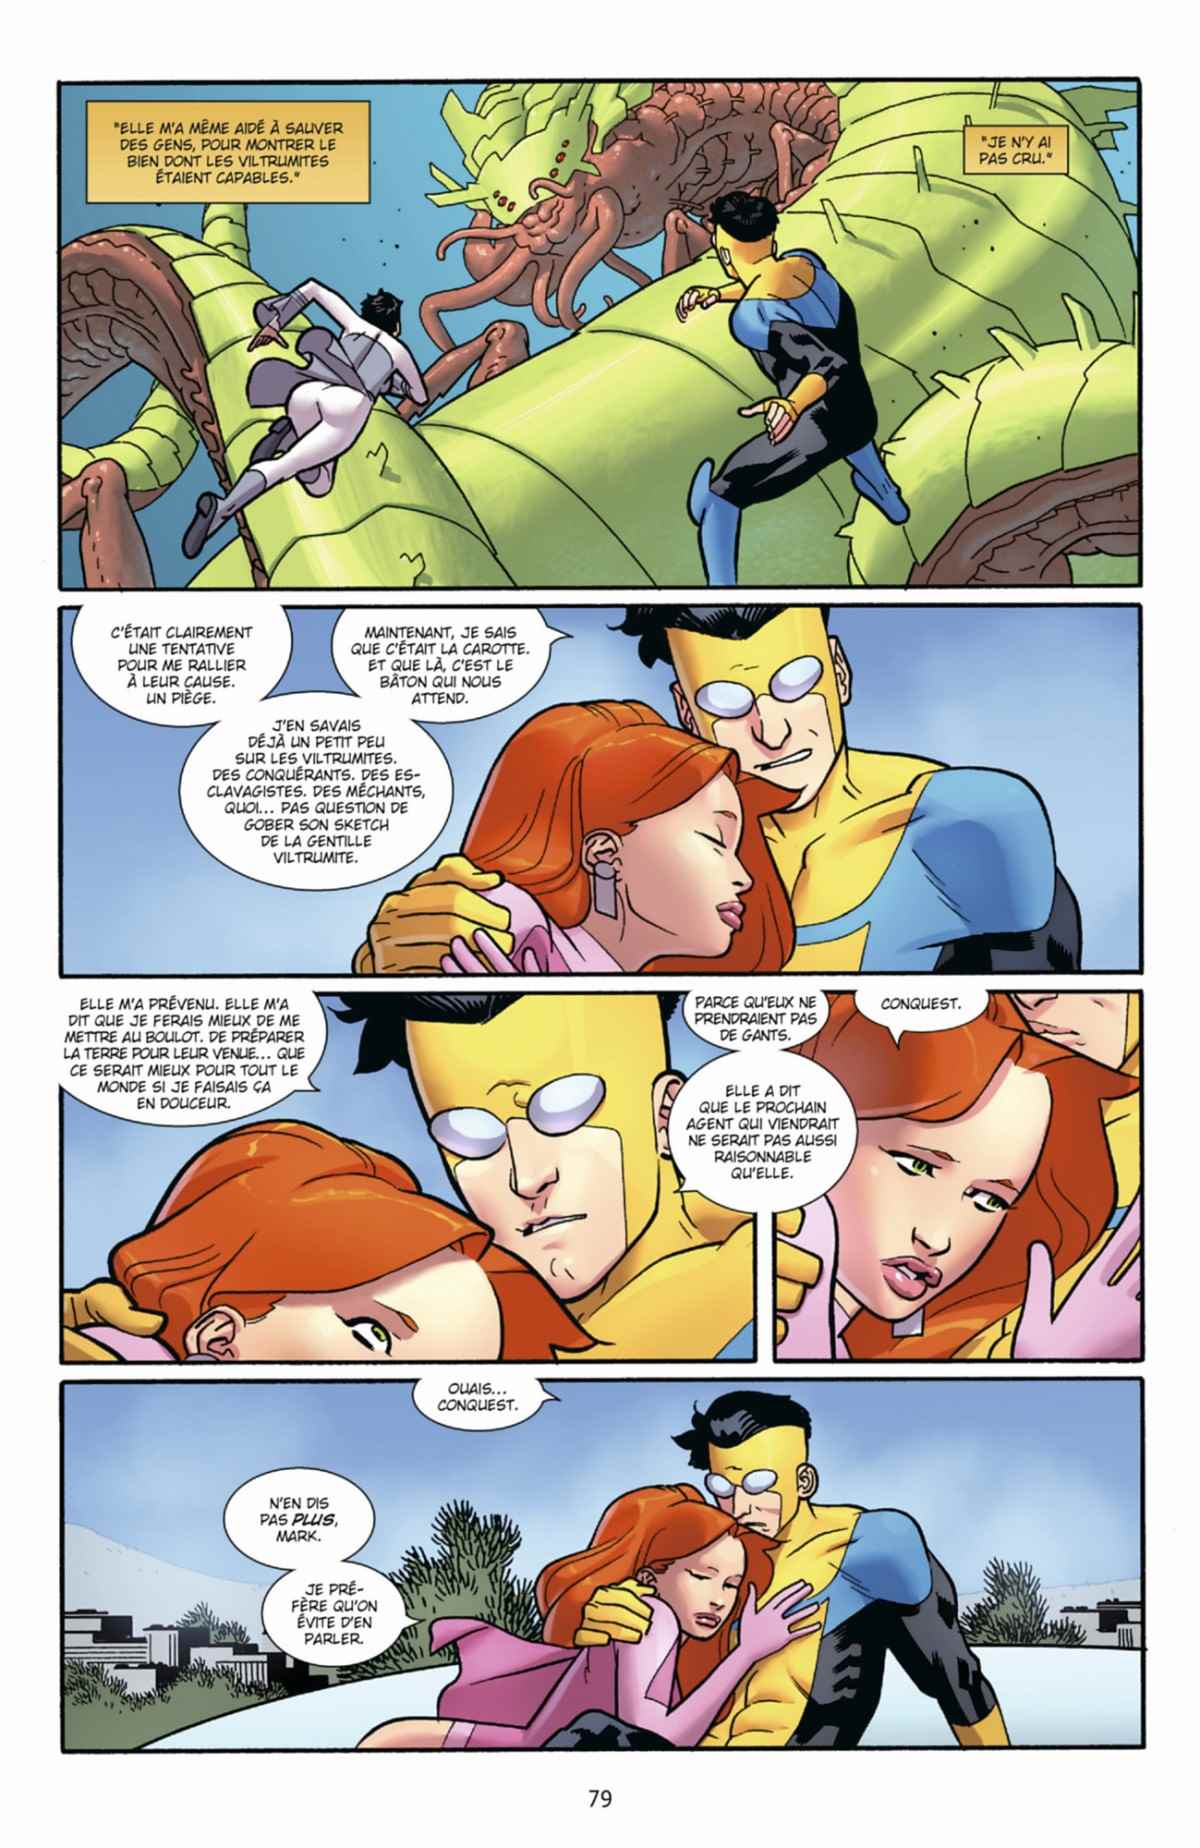 "ELLE M'A MÊME AIDÉ À SAUVER
DES GENS, POUR MONTRER LE
BIEN DONT LES VILTRUMITES
ÉTAIENT CAPABLES."
"JE N'Y AI
PAS CRU."
C'ÉTAIT CLAIREMENT
UNE TENTATIVE
POUR ME RALLIER
À LEUR CAUSE.
UN PIÈGE.
MAINTENANT, JE SAIS
QUE C'ÉTAIT LA CAROTTE.
ET QUE LÀ, C'EST LE
BÂTON QUI NOUS
ATTEND.
J'EN SAVAIS
DÉJÀ UN PETIT PEU
SUR LES VILTRUMITES.
DES CONQUÉRANTS. DES ES-
CLAVAGISTES. DES MÉCHANTS,
QUOI... PAS QUESTION DE
GOBER SON SKETCH
DE LA GENTILLE
VILTRUMITE.
ELLE M'A PRÉVENU. ELLE M'A
DIT QUE JE FERAIS MIEUX DE ME
METTRE AU BOULOT. DE PRÉPARER
LA TERRE POUR LEUR VENUE... QUE
CE SERAIT MIEUX POUR TOUT LE
MONDE SI JE FAISAIS ÇA
EN DOUCEUR.
PARCE QU'EUX NE
PRENDRAIENT PAS
DE GANTS.
ELLE A DIT
QUE LE PROCHAIN
AGENT QUI VIENDRAIT
NE SERAIT PAS AUSSI
RAISONNABLE
QU'ELLE.
CONQUEST.
OUAIS...
CONQUEST.
N'EN DIS
PAS PLUS,
MARK.
JE PRÉ-
FÈRE QU'ON
ÉVITE D'EN
PARLER.
79